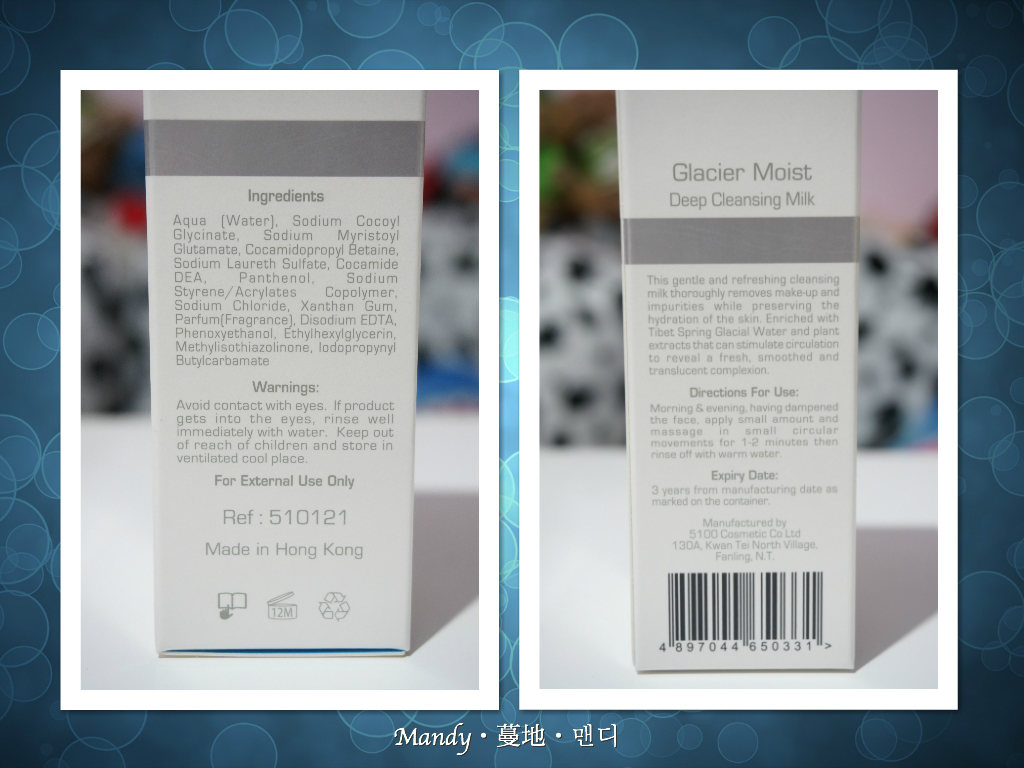 Ingredients
Aqua (Water), Sodium Cocoyl
Glycinate, Sodium Myristoyl
Glutamate, Cocamidopropyl Betaine,
Sodium Laureth Sulfate, Cocamide
DEA, Panthenol, Sodium
Styrene/Acrylates Copolymer,
Sodium Chloride, Xanthan Gum,
Parfum(Fragrance), Disodium EDTA,
Phenoxyethanol, Ethylhexylglycerin,
Methylisothiazolinone, Iodopropynyl
Butylcarbamate
Warnings:
Avoid contact with eyes. If product
gets into the eyes, rinse well
immediately with water. Keep out
of reach of children and store in
ventilated cool place.
For External Use Only
Ref : 510121
Made in Hong Kong
12M
Glacier Moist
Deep Cleansing Milk
This gentle and refreshing cleansing
milk thoroughly removes make-up and
impurities while preserving the
hydration of the skin. Enriched with
Tibet Spring Glacial Water and plant
extracts that can stimulate circulation
to reveal a fresh, smoothed and
translucent complexion.
Directions For Use:
Morning & evening, having dampened
the face, apply small amount and
massage in small circular
movements for 1-2 minutes then
rinse off with warm water.
Expiry Date:
3 years from manufacturing date as
marked on the container.
Manufactured by
5100 Cosmetic Co Ltd
130A, Kwan Tei North Village,
Fanling, N.T.
4 897044 650331 >
Mandy・蔓地・맨디